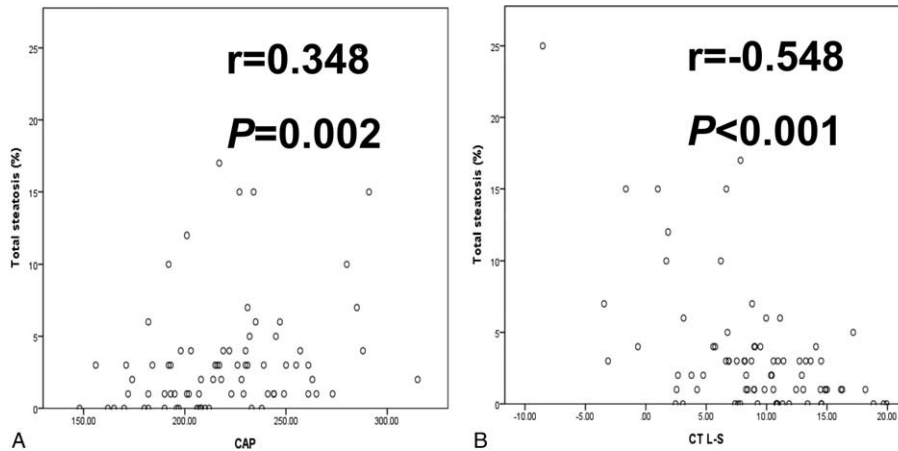 r=0.348
P=0.002
Total steatosis (%)
25
20
15
10
5
0
150.00 200.00 250.00 300.00
CAP
A
r=-0.548
P<0.001
Total steatosis (%)
25
20
15
10
5
0
-10.00 -5.00 .00 5.00 10.00 15.00 20.00
CT L-S
B